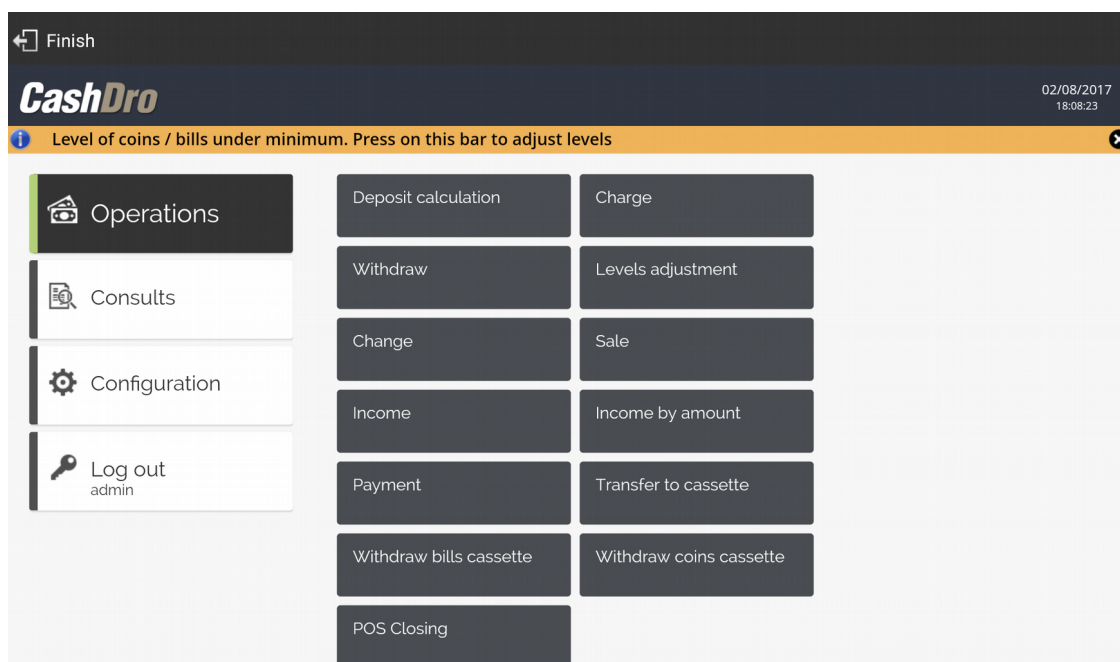 Finish
CashDro
02/08/2017
18:08:23
Level of coins / bills under minimum. Press on this bar to adjust levels
Operations
Consults
Configuration
Log out
admin
Deposit calculation
Charge
Withdraw
Levels adjustment
Change
Sale
Income
Income by amount
Payment
Transfer to cassette
Withdraw bills cassette
Withdraw coins cassette
POS Closing